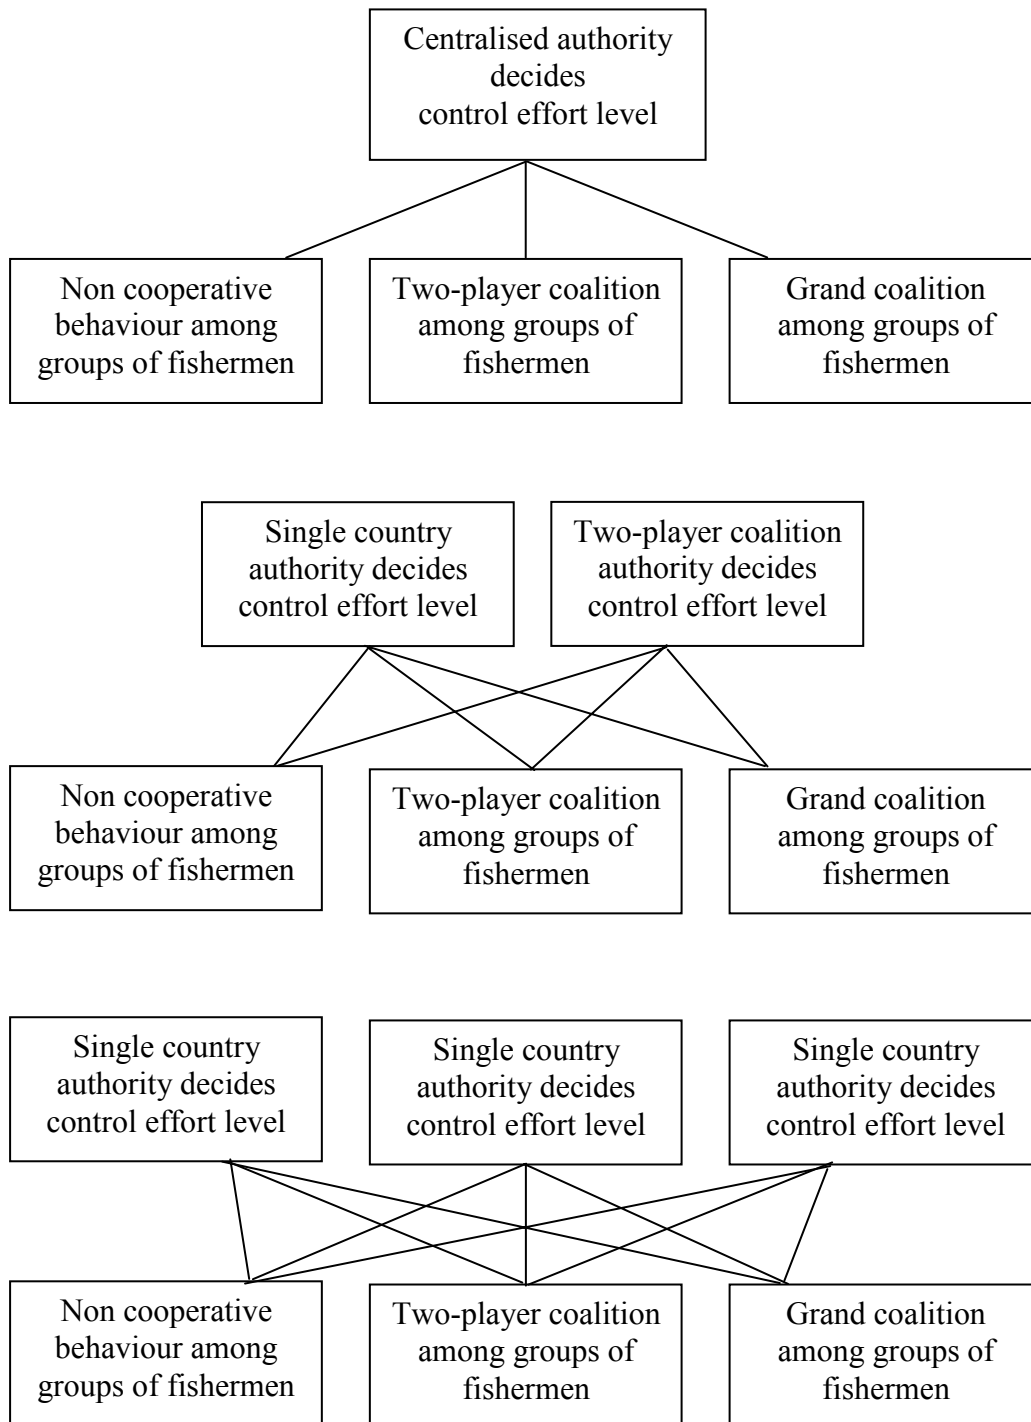 Centralised authority
decides
control effort level
Non cooperative
behaviour among
groups of fishermen
Two-player coalition
among groups of
fishermen
Grand coalition
among groups of
fishermen
Single country
authority decides
control effort level
Two-player coalition
authority decides
control effort level
Non cooperative
behaviour among
groups of fishermen
Two-player coalition
among groups of
fishermen
Grand coalition
among groups of
fishermen
Single country
authority decides
control effort level
Single country
authority decides
control effort level
Single country
authority decides
control effort level
Non cooperative
behaviour among
groups of fishermen
Two-player coalition
among groups of
fishermen
Grand coalition
among groups of
fishermen